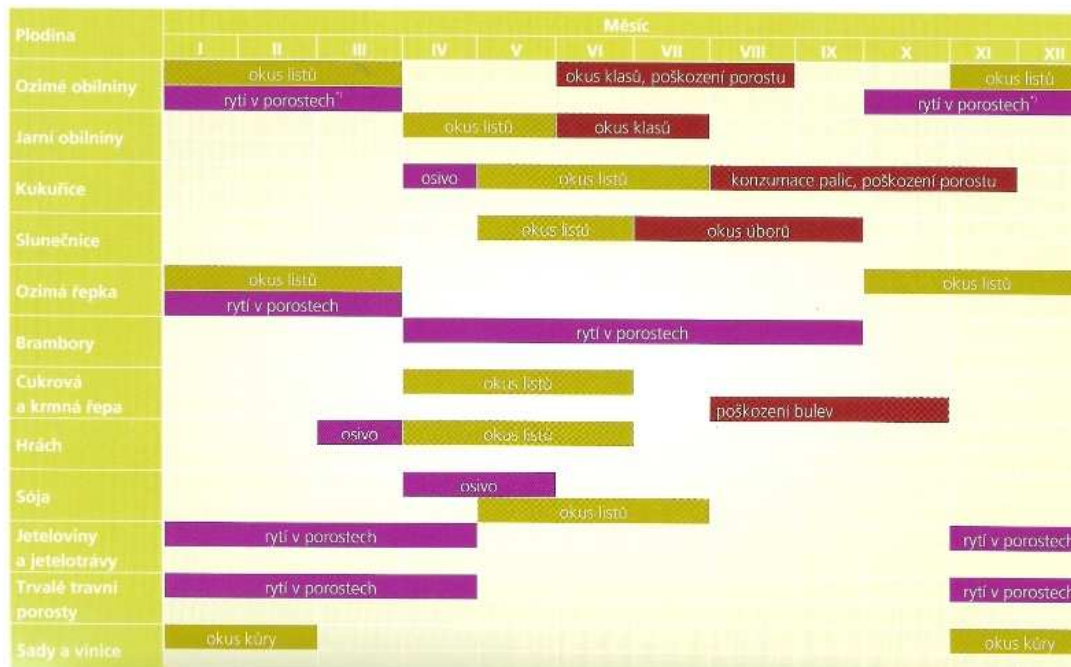 Plodina
Měsíc
I II III IV V VI VII VIII IX X XI XII
Ozimé obilniny
okus listů
okus klasů, poškození porostu
okus listů
rytí v porostech*)
rytí v porostech*)
Jarní obilniny
okus listů
okus klasů
Kukuřice
osivo
okus listů
konzumace palic, poškození porostu
Slunečnice
okus listů
okus úborů
Ozimá řepka
okus listů
okus listů
rytí v porostech
Brambory
rytí v porostech
Cukrová
a krmná řepa
okus listů
poškození bulev
Hrách
osivo
okus listů
Sója
osivo
okus listů
Jeteloviny
a jetelotrávy
rytí v porostech
rytí v porostech
Trvalé travní
porosty
rytí v porostech
rytí v porostech
Sady a vinice
okus kůry
okus kůry